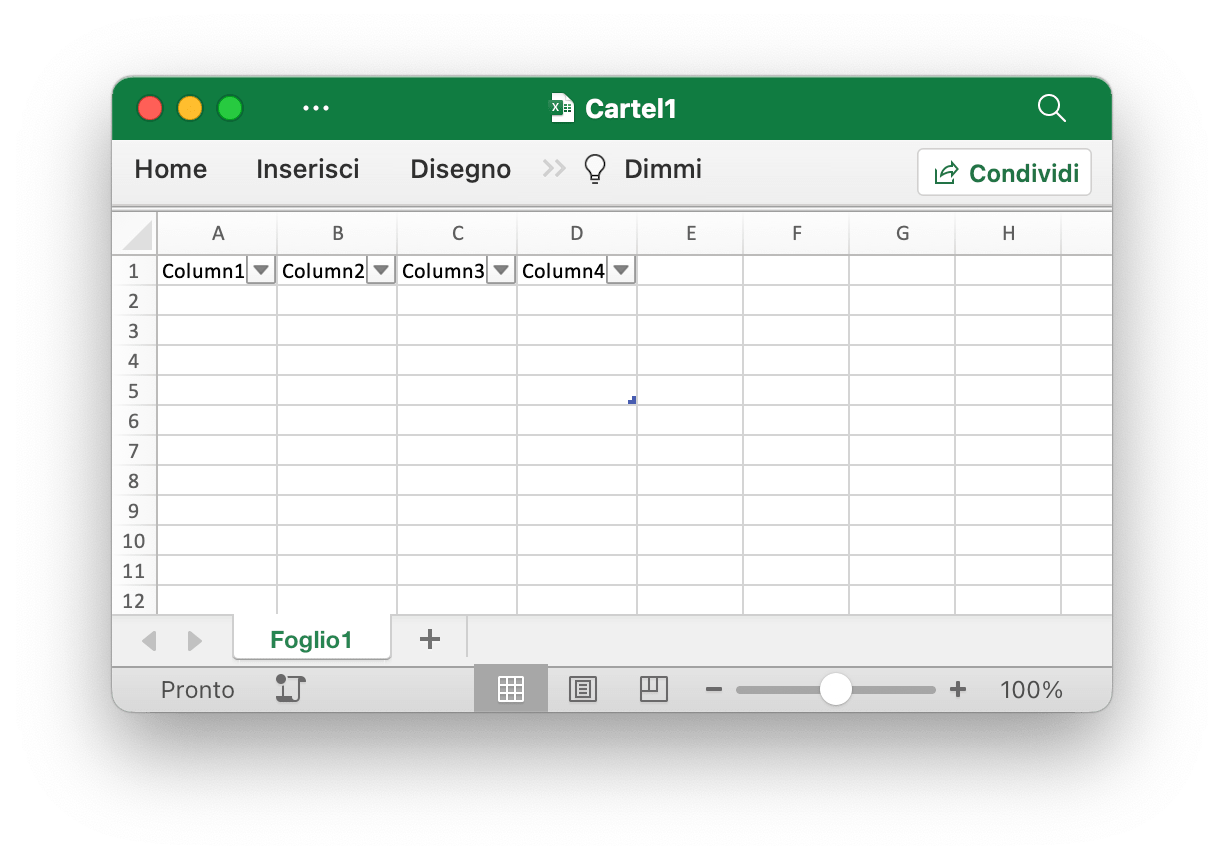 Cartel1
Home Inserisci Disegno Dimmi Condividi
A B C D E F G H
1 Column1 Column2 Column3 Column4
2
3
4
5
6
7
8
9
10
11
12
Foglio1
Pronto 100%